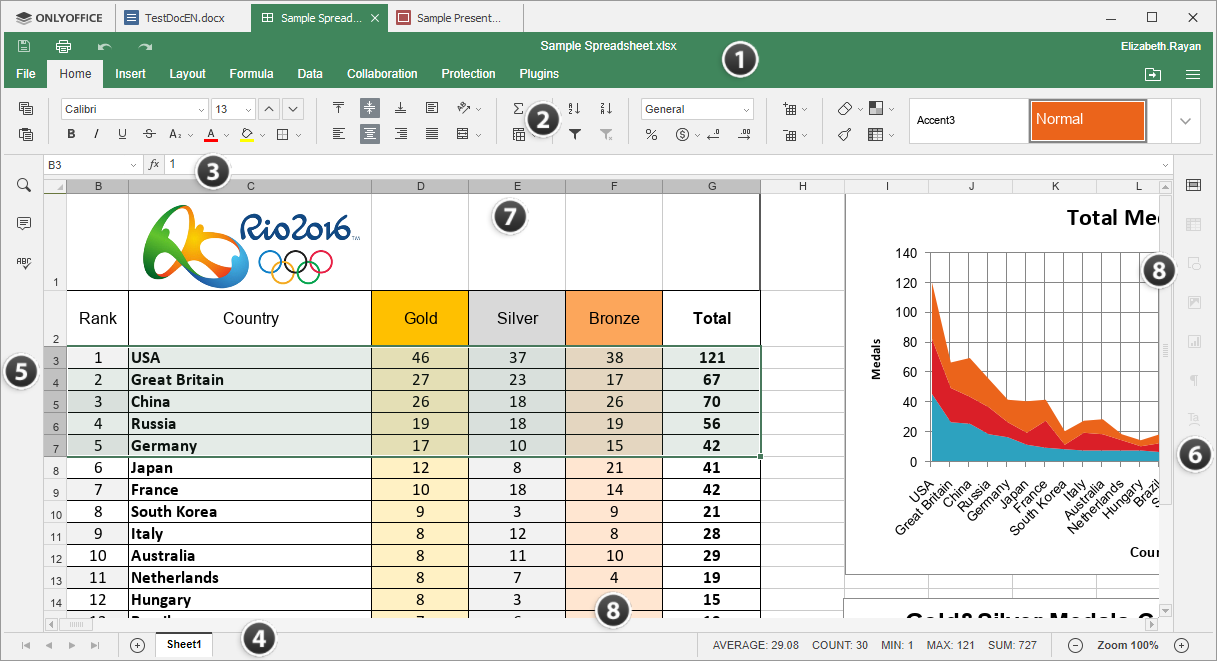 ONLYOFFICE TestDocEN.docx Sample Spread... Sample Present...
Sample Spreadsheet.xlsx 1 Elizabeth.Rayan
File Home Insert Layout Formula Data Collaboration Protection Plugins
Calibri 13 General Accent3 Normal
2
B3 fx 1
3
B C D E F G H I J K L
Rio2016™
7
1
Total Me
8
Rank Country Gold Silver Bronze Total
2
3 1 USA 46 37 38 121
4 2 Great Britain 27 23 17 67
5 3 China 26 18 26 70
6 4 Russia 19 18 19 56
7 5 Germany 17 10 15 42
8 6 Japan 12 8 21 41
9 7 France 10 18 14 42
10 8 South Korea 9 3 9 21
11 9 Italy 8 12 8 28
12 10 Australia 8 11 10 29
13 11 Netherlands 8 7 4 19
14 12 Hungary 8 3 15
8
5
6
140
120
100
80
60
40
20
0
Medals
USA
Great Britain
China
Russia
Germany
Japan
France
South Korea
Italy
Australia
Netherlands
Hungary
Brazil
Coun
Sheet1
4
AVERAGE: 29.08 COUNT: 30 MIN: 1 MAX: 121 SUM: 727 Zoom 100%